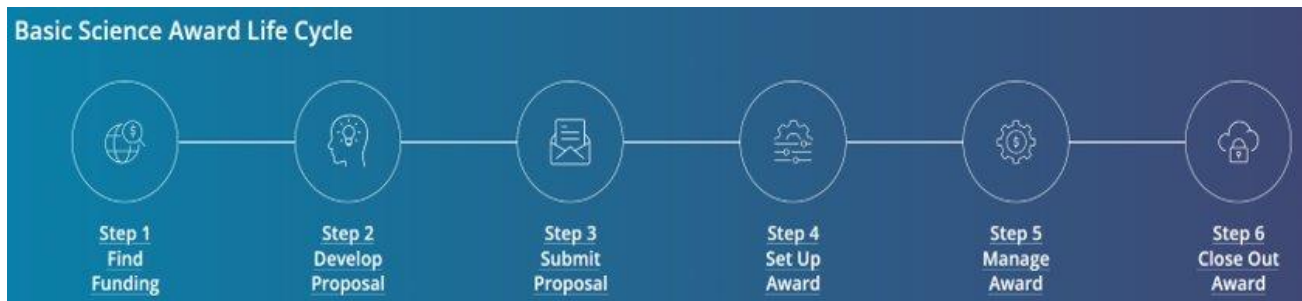 Basic Science Award Life Cycle
Step 1
Find
Funding
Step 2
Develop
Proposal
Step 3
Submit
Proposal
Step 4
Set Up
Award
Step 5
Manage
Award
Step 6
Close Out
Award